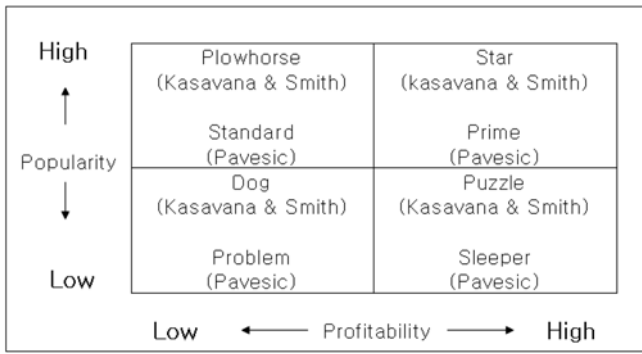 High
Popularity
Low
Plowhorse
(Kasavana & Smith)
Standard
(Pavesic)
Star
(kasavana & Smith)
Prime
(Pavesic)
Dog
(Kasavana & Smith)
Problem
(Pavesic)
Puzzle
(Kasavana & Smith)
Sleeper
(Pavesic)
Low
Profitability
High